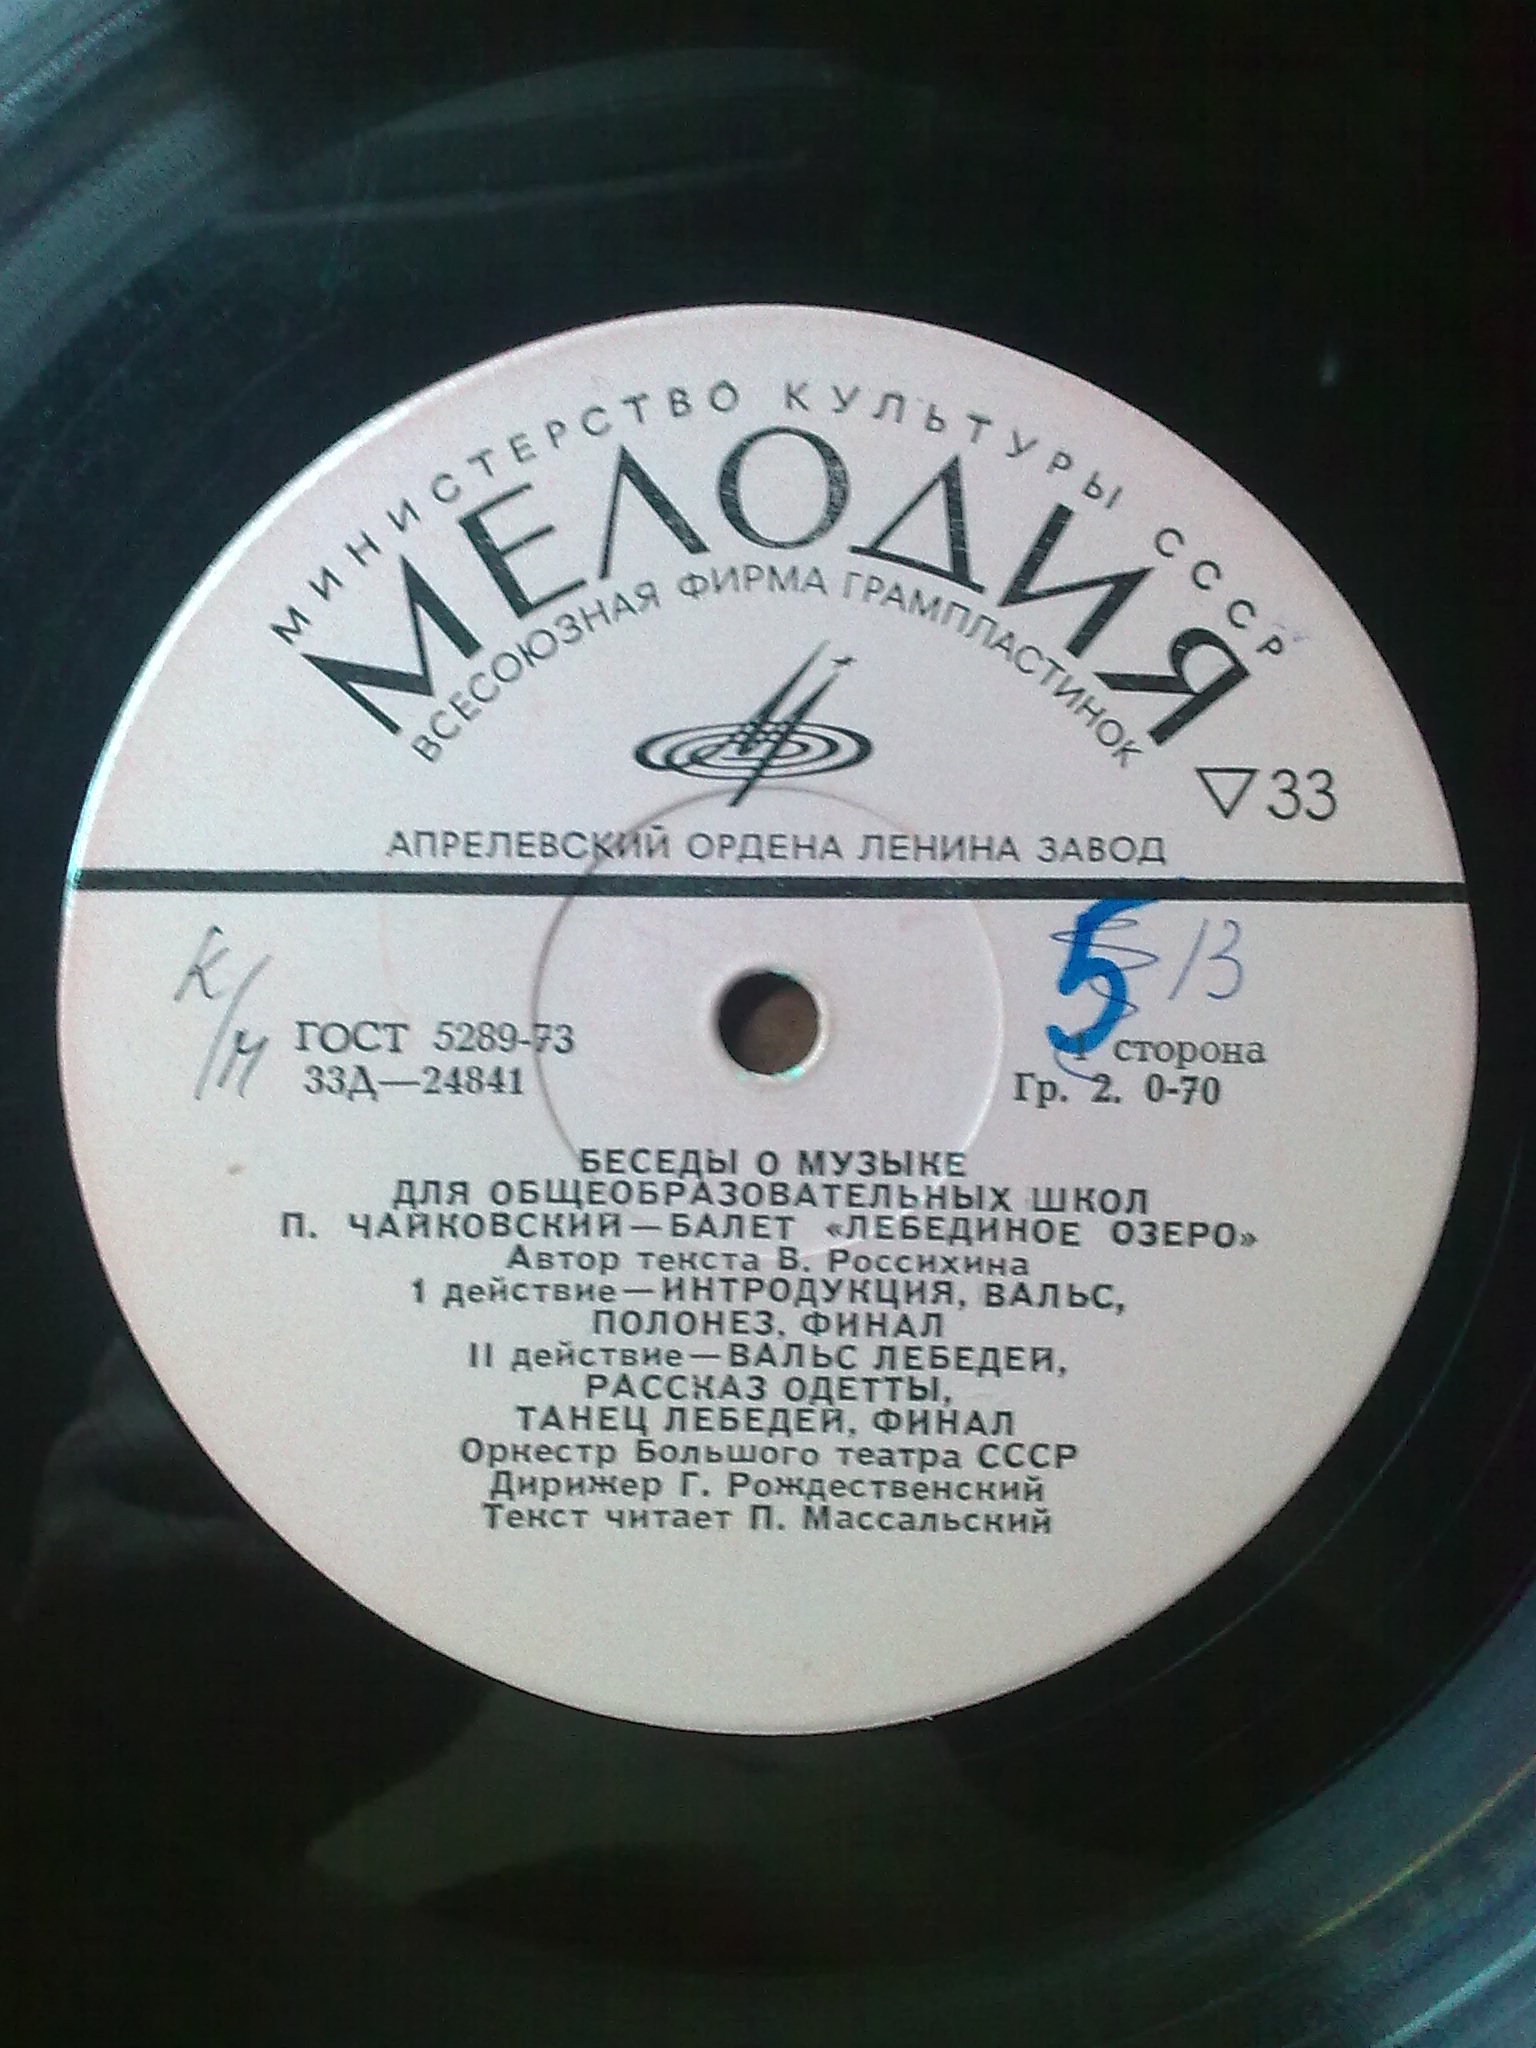 МИНИСТЕРСТВО КУЛЬТУРЫ СССР
МЕЛОДИЯ
ВСЕСОЮЗНАЯ ФИРМА ГРАМПЛАСТИНОК
▽33
АПРЕЛЕВСКИЙ ОРДЕНА ЛЕНИНА ЗАВОД
К/М
5 /3
ГОСТ 5289-73
33Д—24841
1 сторона
Гр. 2. 0-70
БЕСЕДЫ О МУЗЫКЕ
ДЛЯ ОБЩЕОБРАЗОВАТЕЛЬНЫХ ШКОЛ
П. ЧАЙКОВСКИЙ—БАЛЕТ «ЛЕБЕДИНОЕ ОЗЕРО»
Автор текста В. Россихина
1 действие—ИНТРОДУКЦИЯ, ВАЛЬС,
ПОЛОНЕЗ, ФИНАЛ
II действие—ВАЛЬС ЛЕБЕДЕЙ,
РАССКАЗ ОДЕТТЫ,
ТАНЕЦ ЛЕБЕДЕЙ, ФИНАЛ
Оркестр Большого театра СССР
Дирижер Г. Рождественский
Текст читает П. Массальский